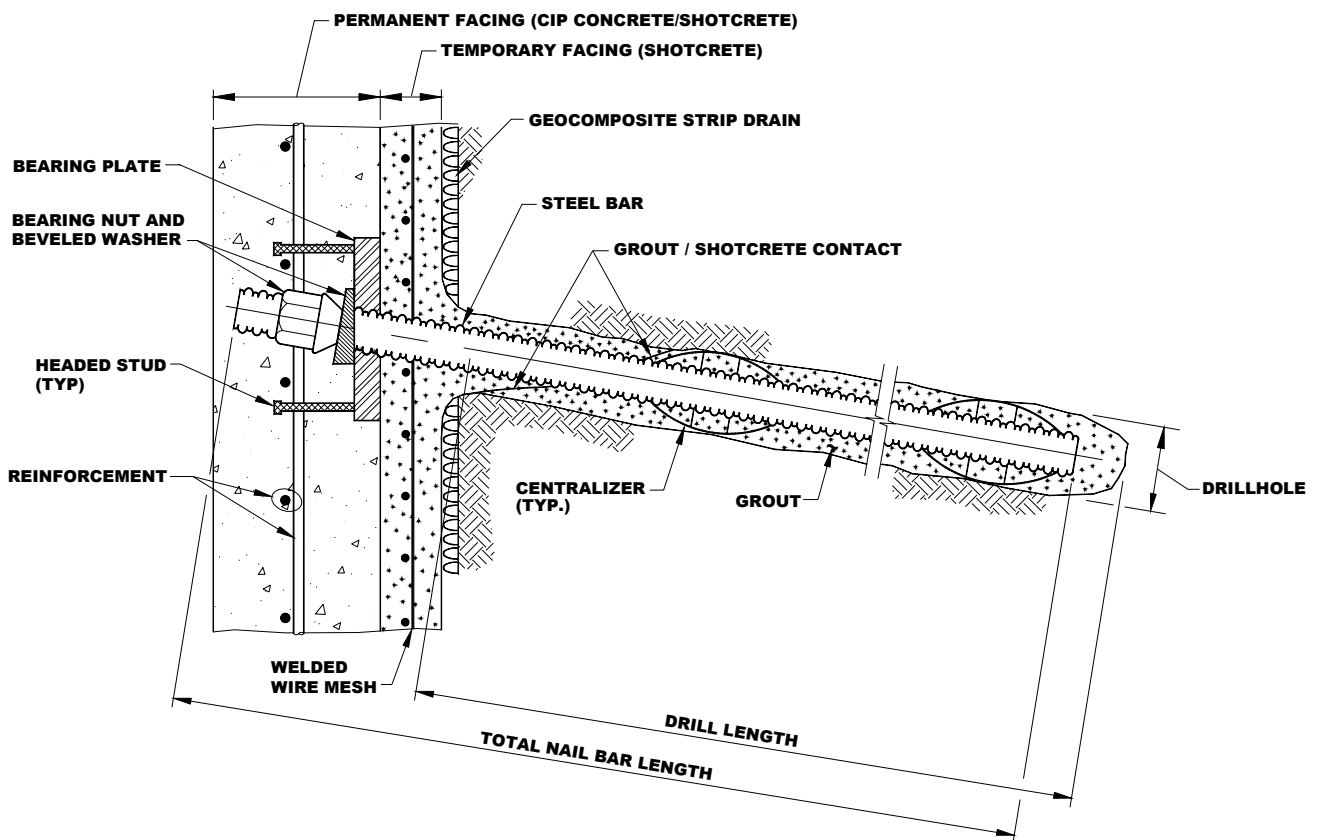 PERMANENT FACING (CIP CONCRETE/SHOTCRETE)
TEMPORARY FACING (SHOTCRETE)
GEOCOMPOSITE STRIP DRAIN
BEARING PLATE
STEEL BAR
BEARING NUT AND
BEVELED WASHER
GROUT / SHOTCRETE CONTACT
HEADED STUD
(TYP)
REINFORCEMENT
CENTRALIZER
(TYP.)
GROUT
DRILLHOLE
WELDED
WIRE MESH
DRILL LENGTH
TOTAL NAIL BAR LENGTH